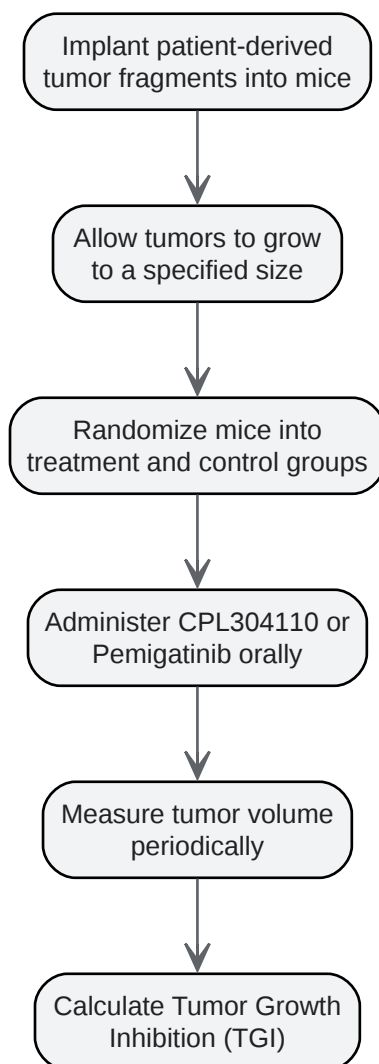 Implant patient-derived
tumor fragments into mice
Allow tumors to grow
to a specified size
Randomize mice into
treatment and control groups
Administer CPL304110 or
Pemigatinib orally
Measure tumor volume
periodically
Calculate Tumor Growth
Inhibition (TGI)